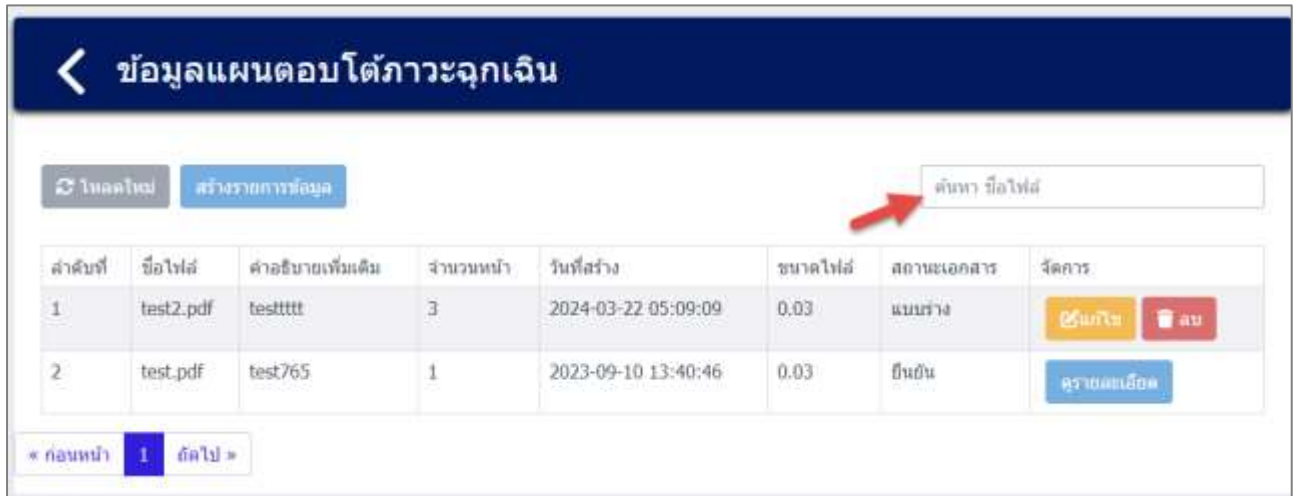 ข้อมูลแผนตอบโต้ภาวะฉุกเฉิน
โหลดใหม่ สร้างรายการข้อมูล ค้นหา ชื่อไฟล์
ลำดับที่ ชื่อไฟล์ คำอธิบายเพิ่มเติม จำนวนหน้า วันที่สร้าง ขนาดไฟล์ สถานะเอกสาร จัดการ
1 test2.pdf testtttt 3 2024-03-22 05:09:09 0.03 แบบร่าง แก้ไข ลบ
2 test.pdf test765 1 2023-09-10 13:40:46 0.03 ยืนยัน ดูรายละเอียด
« ก่อนหน้า 1 ถัดไป »